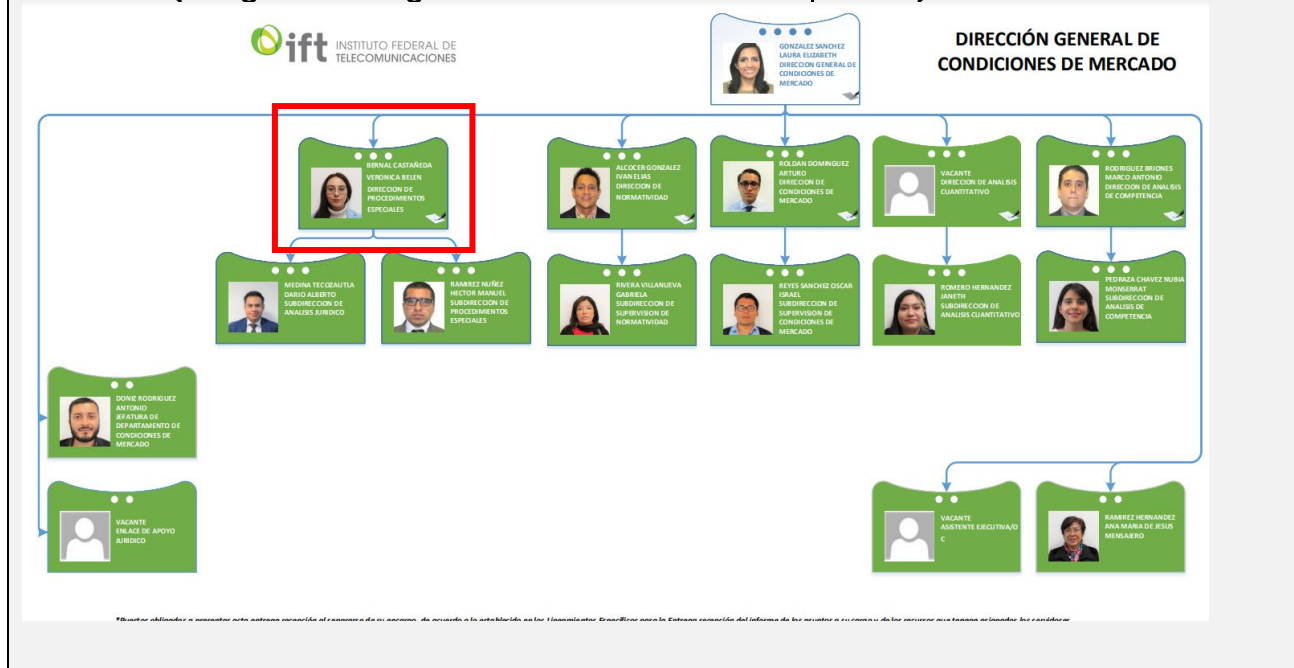 ift INSTITUTO FEDERAL DE
TELECOMUNICACIONES
GONZALEZ SANCHEZ
LAURA ELIZABETH
DIRECCION GENERAL DE
CONDICIONES DE
MERCADO
DIRECCIÓN GENERAL DE
CONDICIONES DE MERCADO
BERNAL CASTAÑEDA
VERONICA BELEN
DIRECCION DE
PROCEDIMIENTOS
ESPECIALES
ALCOCER GONZALEZ
IVAN ELIAS
DIRECCION DE
NORMATIVIDAD
ROLDAN DOMINGUEZ
ARTURO
DIRECCION DE
CONDICIONES DE
MERCADO
VACANTE
DIRECCION DE ANALISIS
CUANTITATIVO
RODRIGUEZ BRIONES
MARCO ANTONIO
DIRECCION DE ANALISIS
DE COMPETENCIA
MEDINA TECOZAUTLA
DARIO ALBERTO
SUBDIRECCION DE
ANALISIS JURIDICO
RAMIREZ NUÑEZ
HECTOR MANUEL
SUBDIRECCION DE
PROCEDIMIENTOS
ESPECIALES
RIVERA VILLANUEVA
GABRIELA
SUBDIRECCION DE
SUPERVISION DE
NORMATIVIDAD
REYES SANCHEZ OSCAR
ISRAEL
SUBDIRECCION DE
SUPERVISION DE
CONDICIONES DE
MERCADO
ROMERO HERNANDEZ
JANETH
SUBDIRECCION DE
ANALISIS CUANTITATIVO
PEDRAZA CHAVEZ NUBIA
MONSERRAT
SUBDIRECCION DE
ANALISIS DE
COMPETENCIA
DONIZ RODRIGUEZ
ANTONIO
JEFATURA DE
DEPARTAMENTO DE
CONDICIONES DE
MERCADO
VACANTE
ENLACE DE APOYO
JURIDICO
VACANTE
ASISTENTE EJECUTIVA/O
C
RAMIREZ HERNANDEZ
ANA MARIA DE JESUS
MENSAJERO